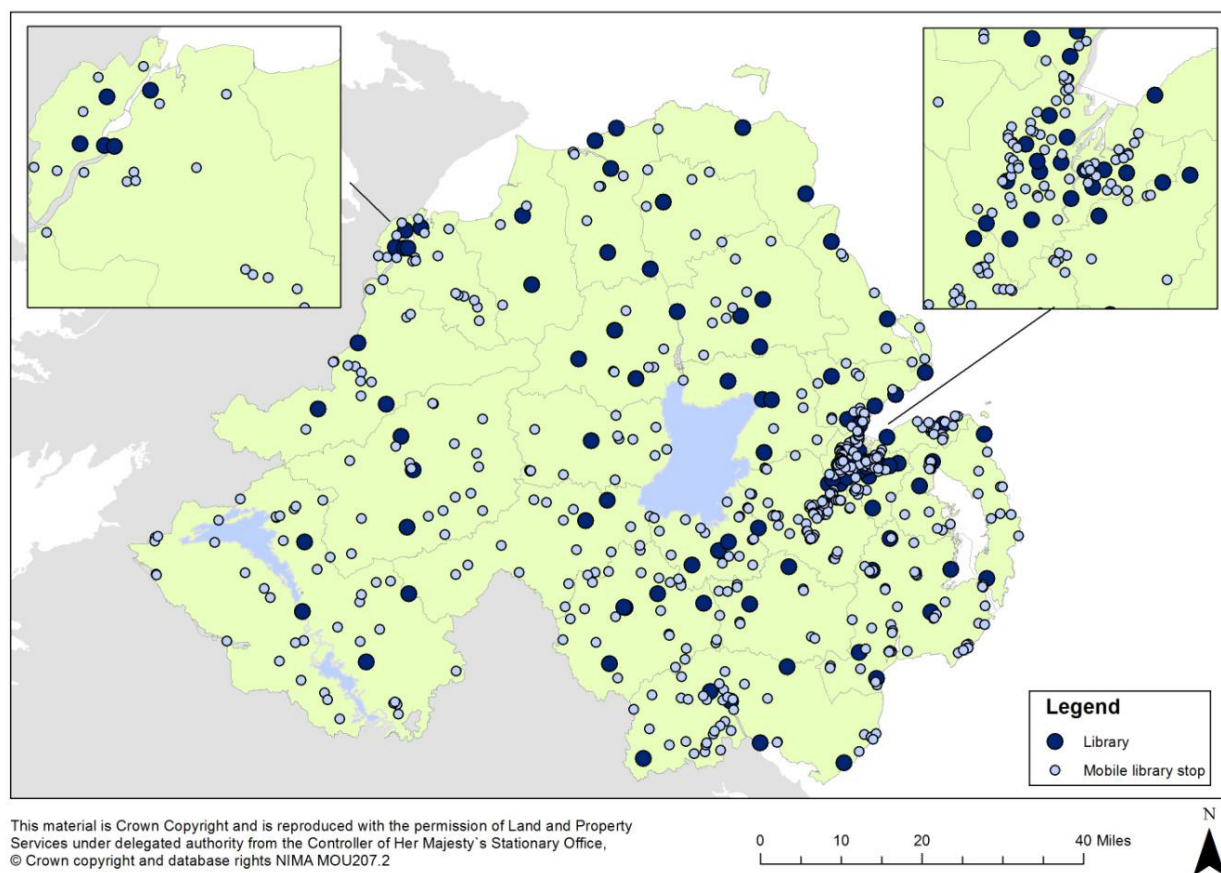 Legend
Library
Mobile library stop
This material is Crown Copyright and is reproduced with the permission of Land and Property
Services under delegated authority from the Controller of Her Majesty`s Stationary Office,
© Crown copyright and database rights NIMA MOU207.2
0 10 20 40 Miles
N